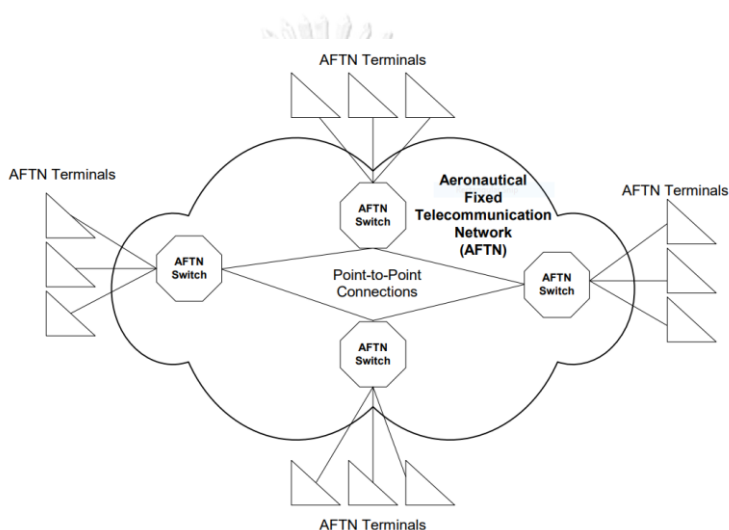 AFTN Terminals
AFTN Terminals
Aeronautical
Fixed
Telecommunication
Network
(AFTN)
AFTN Terminals
AFTN
Switch
AFTN
Switch
Point-to-Point
Connections
AFTN
Switch
AFTN
Switch
AFTN Terminals